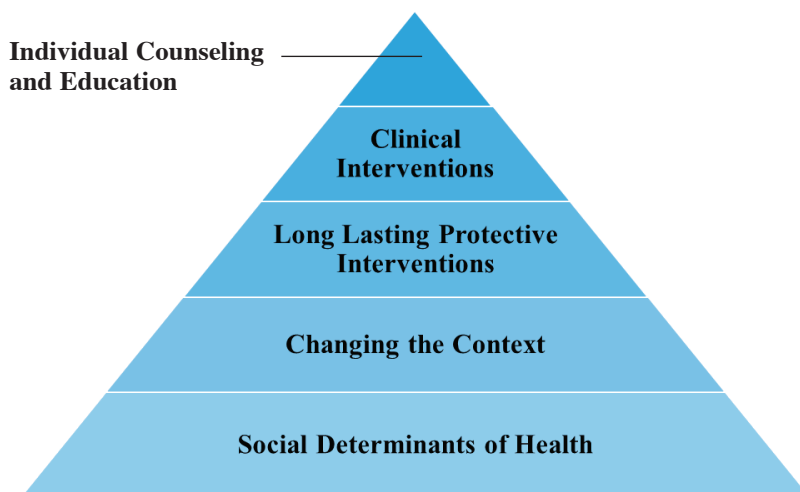 Individual Counseling
and Education
Clinical
Interventions
Long Lasting Protective
Interventions
Changing the Context
Social Determinants of Health